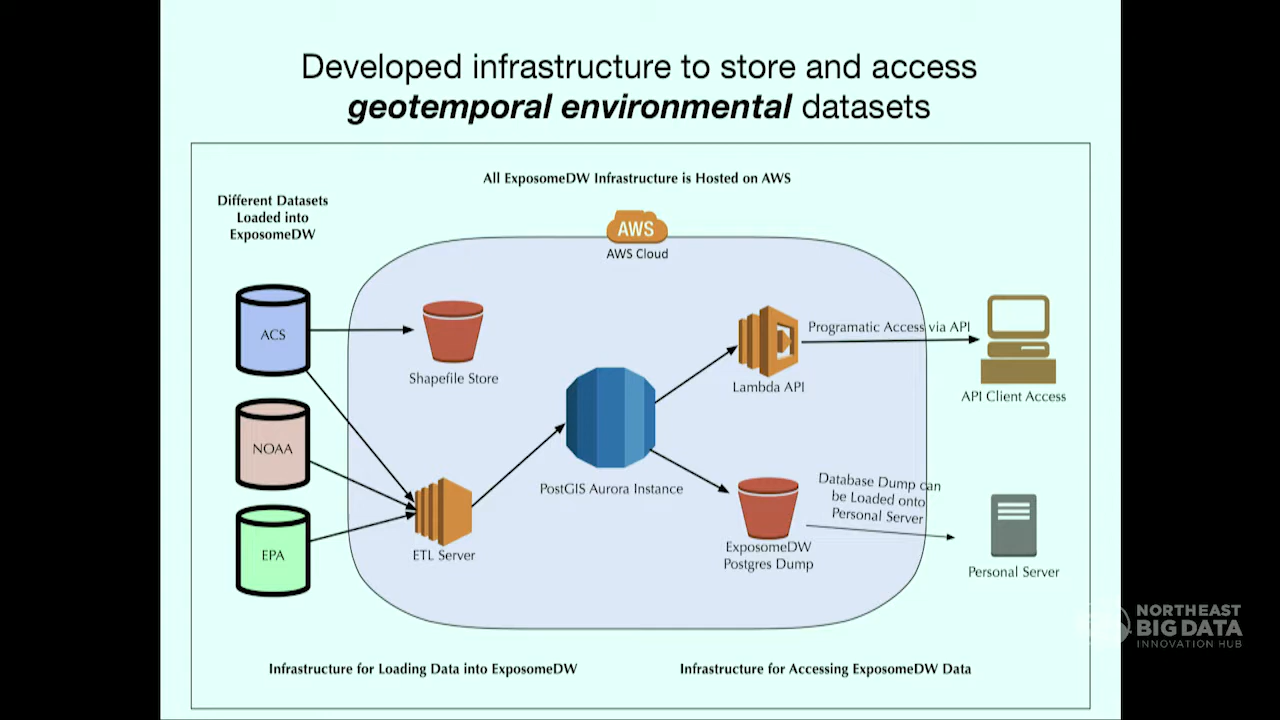 Developed infrastructure to store and access
geotemporal environmental datasets
All ExposomeDW Infrastructure is Hosted on AWS
Different Datasets
Loaded into
ExposomeDW
AWS
AWS Cloud
ACS
Shapefile Store
Programatic Access via API
Lambda API
API Client Access
NOAA
PostGIS Aurora Instance
Database Dump can
be Loaded onto
Personal Server
EPA
ETL Server
ExposomeDW
Postgres Dump
Personal Server
NORTHEAST
BIG DATA
INNOVATION HUB
Infrastructure for Loading Data into ExposomeDW
Infrastructure for Accessing ExposomeDW Data